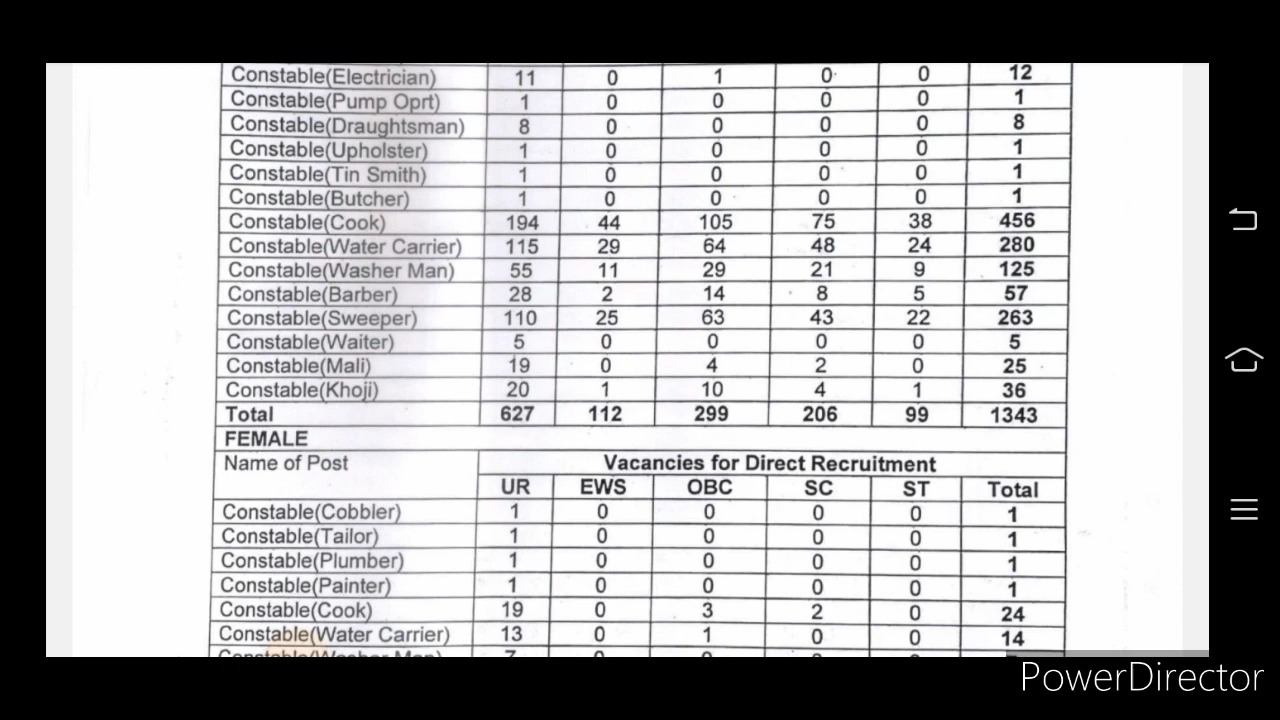 Constable(Electrician) 11 0 1 0 0 12
Constable(Pump Oprt) 1 0 0 0 0 1
Constable(Draughtsman) 8 0 0 0 0 8
Constable(Upholster) 1 0 0 0 0 1
Constable(Tin Smith) 1 0 0 0 0 1
Constable(Butcher) 1 0 0 0 0 1
Constable(Cook) 194 44 105 75 38 456
Constable(Water Carrier) 115 29 64 48 24 280
Constable(Washer Man) 55 11 29 21 9 125
Constable(Barber) 28 2 14 8 5 57
Constable(Sweeper) 110 25 63 43 22 263
Constable(Waiter) 5 0 0 0 0 5
Constable(Mali) 19 0 4 2 0 25
Constable(Khoji) 20 1 10 4 1 36
Total 627 112 299 206 99 1343
FEMALE
Name of Post Vacancies for Direct Recruitment
UR EWS OBC SC ST Total
Constable(Cobbler) 1 0 0 0 0 1
Constable(Tailor) 1 0 0 0 0 1
Constable(Plumber) 1 0 0 0 0 1
Constable(Painter) 1 0 0 0 0 1
Constable(Cook) 19 0 3 2 0 24
Constable(Water Carrier) 13 0 1 0 0 14
Constable(Washer Man) 7 0
PowerDirector